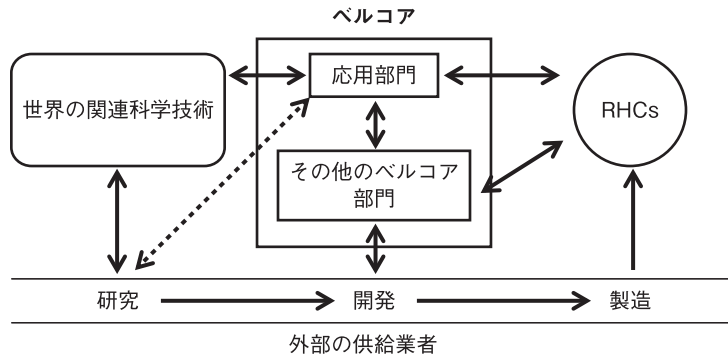 ベルコア
応用部門
世界の関連科学技術
RHCs
その他のベルコア
部門
研究
開発
製造
外部の供給業者